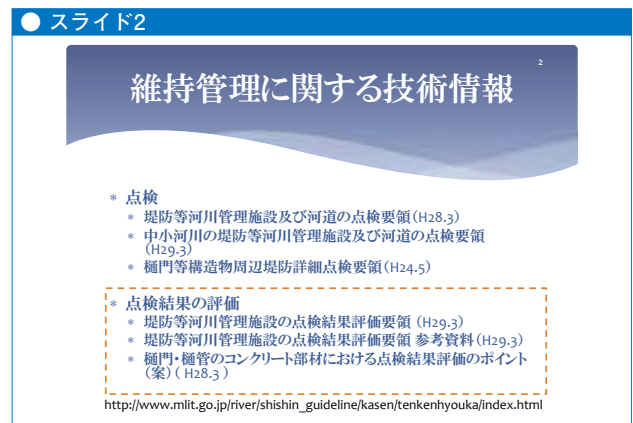 ● スライド2
2
維持管理に関する技術情報
* 点検
* 堤防等河川管理施設及び河道の点検要領(H28.3)
* 中小河川の堤防等河川管理施設及び河道の点検要領
(H29.3)
* 樋門等構造物周辺堤防詳細点検要領(H24.5)
* 点検結果の評価
* 堤防等河川管理施設の点検結果評価要領 (H29.3)
* 堤防等河川管理施設の点検結果評価要領 参考資料(H29.3)
* 樋門・樋管のコンクリート部材における点検結果評価のポイント
(案) ( H28.3 )
http://www.mlit.go.jp/river/shishin_guideline/kasen/tenkenhyouka/index.html